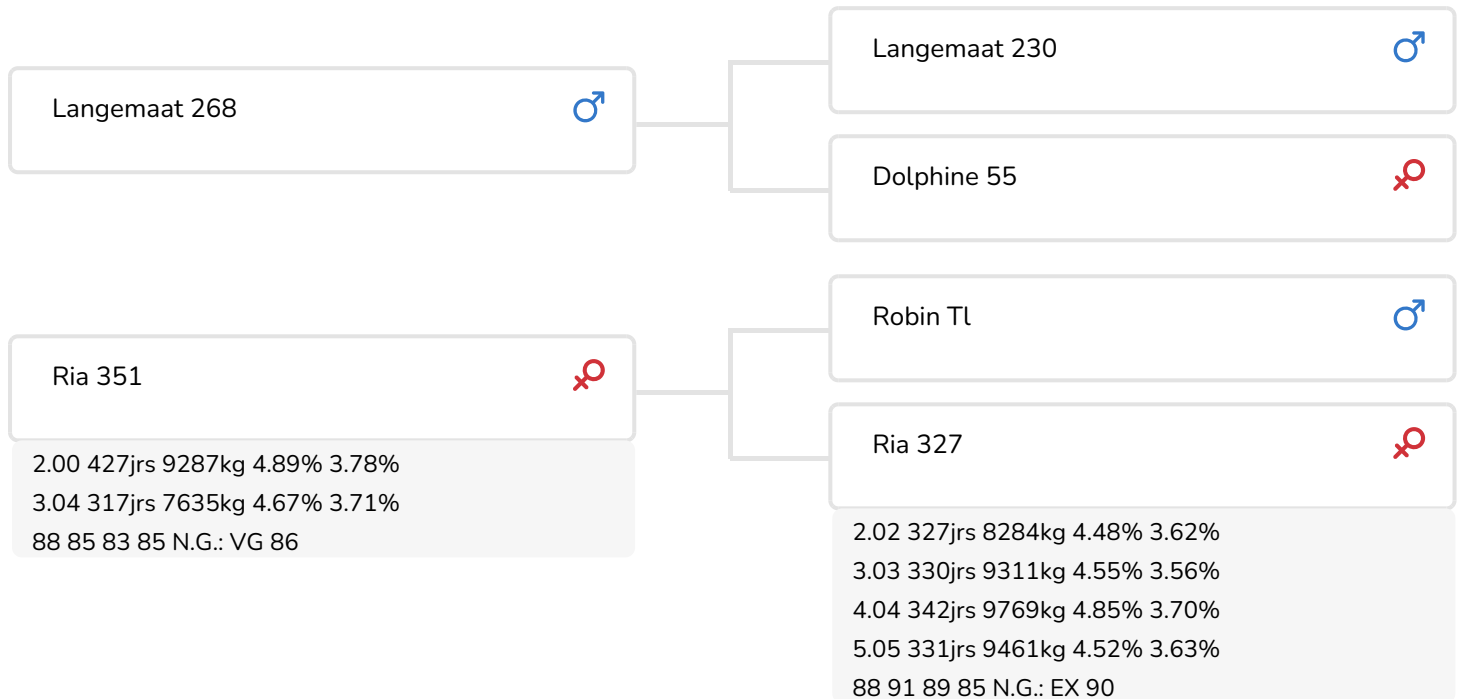 Langemaat 268
Langemaat 230
Dolphine 55
Ria 351
2.00 427jrs 9287kg 4.89% 3.78%
3.04 317jrs 7635kg 4.67% 3.71%
88 85 83 85 N.G.: VG 86
Robin Tl
Ria 327
2.02 327jrs 8284kg 4.48% 3.62%
3.03 330jrs 9311kg 4.55% 3.56%
4.04 342jrs 9769kg 4.85% 3.70%
5.05 331jrs 9461kg 4.52% 3.63%
88 91 89 85 N.G.: EX 90